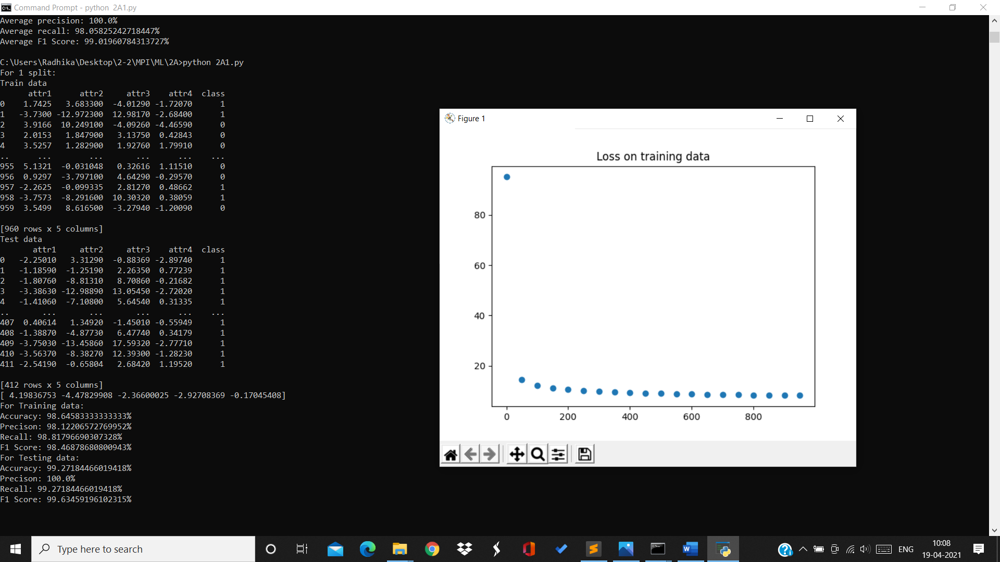 Command Prompt - python  2A1.py
Average precision: 100.0%
Average recall: 98.05825242718447%
Average F1 Score: 99.01960784313727%
C:\Users\Radhika\Desktop\2-2\MPI\ML\2A>python 2A1.py
For 1 split:
Train data
attr1 attr2 attr3 attr4 class
0 1.7425 3.683300 -4.01290 -1.72070 1
1 -3.7300 -12.972300 12.98170 -2.68400 1
2 3.9166 10.249100 -4.09260 -4.46590 0
3 2.0153 1.847900 3.13750 0.42843 0
4 3.5257 1.282900 1.92760 1.79910 0
.. ... ... ... ... ...
955 5.1321 -0.031048 0.32616 1.11510 0
956 0.9297 -3.797100 4.64290 -0.29570 0
957 -2.2625 -0.099335 2.81270 0.48662 1
958 -3.7573 -8.291600 10.30320 0.38059 1
959 3.5499 8.616500 -3.27940 -1.20090 0
[960 rows x 5 columns]
Test data
attr1 attr2 attr3 attr4 class
0 -2.25010 3.31290 -0.88369 -2.89740 1
1 -1.18590 -1.25190 2.26350 0.77239 1
2 -1.80760 -8.81310 8.70860 -0.21682 1
3 -3.38630 -12.98890 13.05450 -2.72020 1
4 -1.41060 -7.10800 5.64540 0.31335 1
.. ... ... ... ... ...
407 0.40614 1.34920 -1.45010 -0.55949 1
408 -1.38870 -4.87730 6.47740 0.34179 1
409 -3.75030 -13.45860 17.59320 -2.77710 1
410 -3.56370 -8.38270 12.39300 -1.28230 1
411 -2.54190 -0.65804 2.68420 1.19520 1
[412 rows x 5 columns]
[ 4.19836753 -4.47829908 -2.36600025 -2.92708369 -0.17045408]
For Training data:
Accuracy: 98.64583333333333%
Precison: 98.12206572769952%
Recall: 98.81796690307328%
F1 Score: 98.46878680800943%
For Testing data:
Accuracy: 99.27184466019418%
Precison: 100.0%
Recall: 99.27184466019418%
F1 Score: 99.63459196102315%
Figure 1
Loss on training data
80
60
40
20
0 200 400 600 800
Type here to search
ENG
10:08
19-04-2021